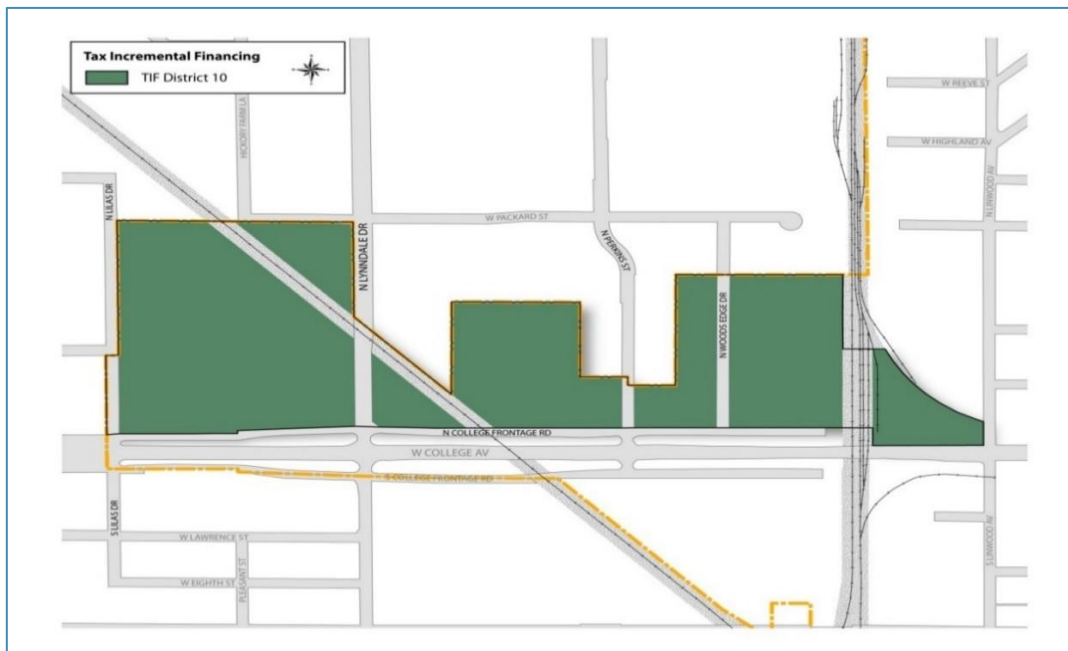 Tax Incremental Financing
TIF District 10
HICKORY FARM LA
W REEVE ST
W HIGHLAND AV
N LINWOOD AV
N LILAS DR
W PACKARD ST
N LYNNDALE DR
N PERKINS ST
N WOODS EDGE DR
N COLLEGE FRONTAGE RD
W COLLEGE AV
S COLLEGE FRONTAGE RD
S LILAS DR
W LAWRENCE ST
PLEASANT ST
W EIGHTH ST
S LINWOOD AV